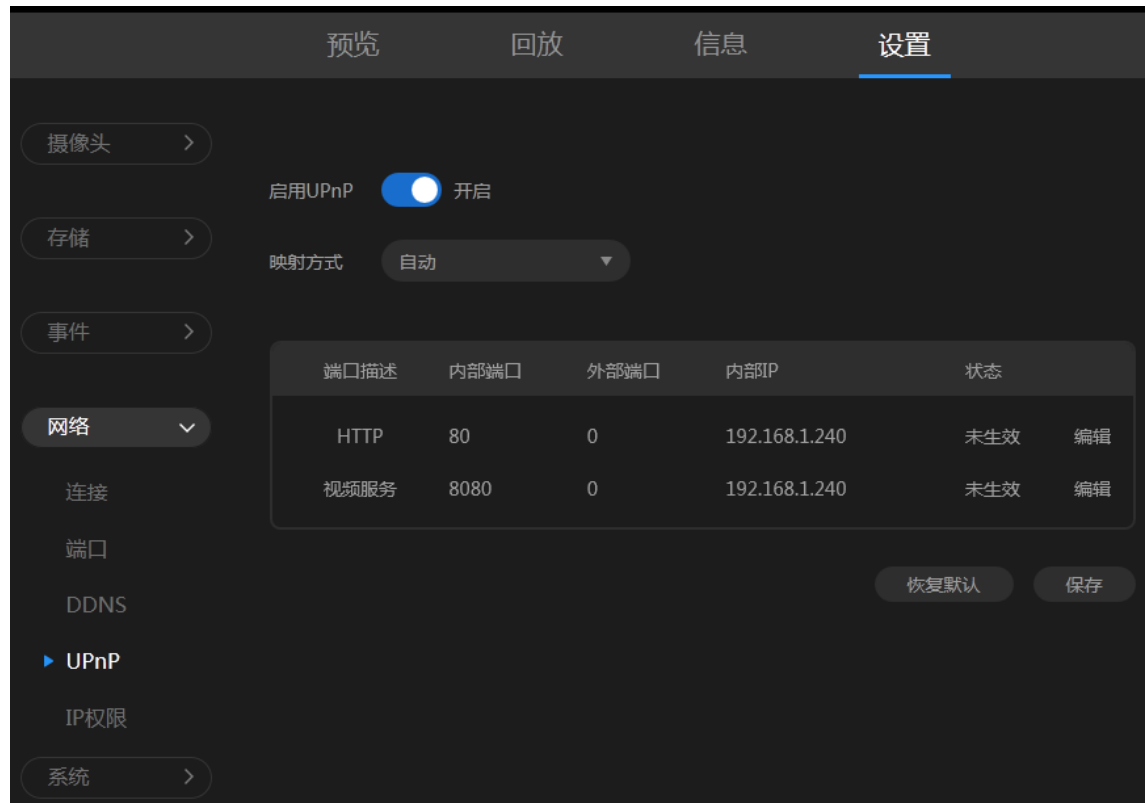 预览 回放 信息 设置
摄像头
启用UPnP 开启
存储
映射方式 自动
事件
端口描述 内部端口 外部端口 内部IP 状态
网络
HTTP 80 0 192.168.1.240 未生效 编辑
视频服务 8080 0 192.168.1.240 未生效 编辑
连接
端口
恢复默认 保存
DDNS
UPnP
IP权限
系统